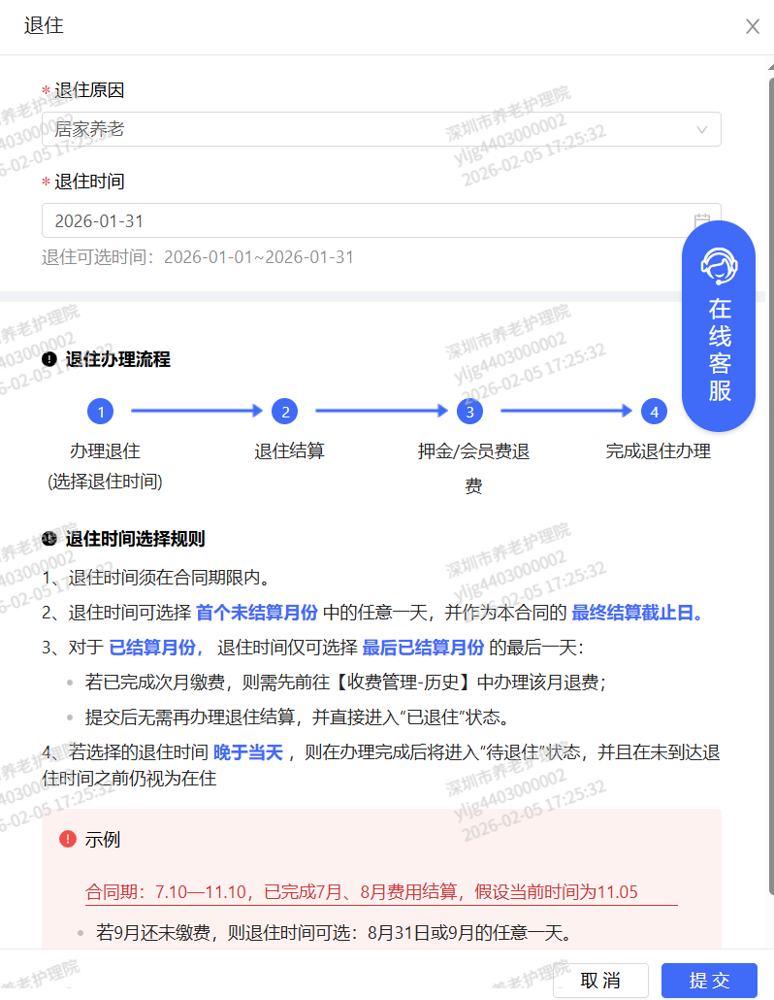 退住
* 退住原因
居家养老
* 退住时间
2026-01-31
退住可选时间：2026-01-01~2026-01-31
在线客服
退住办理流程
1 2 3 4
办理退住 退住结算 押金/会员费退费 完成退住办理
(选择退住时间)
退住时间选择规则
1、退住时间须在合同期限内。
2、退住时间可选择 首个未结算月份 中的任意一天，并作为本合同的 最终结算截止日。
3、对于 已结算月份， 退住时间仅可选择 最后已结算月份 的最后一天：
若已完成次月缴费，则需先前往【收费管理-历史】中办理该月退费；
提交后无需再办理退住结算，并直接进入“已退住”状态。
4、若选择的退住时间 晚于当天 ，则在办理完成后将进入“待退住”状态，并且在未到达退
住时间之前仍视为在住
示例
合同期：7.10—11.10，已完成7月、8月费用结算，假设当前时间为11.05
若9月还未缴费，则退住时间可选：8月31日或9月的任意一天。
取 消
提 交
深圳市养老护理院
yljg4403000002
2026-02-05 17:25:32